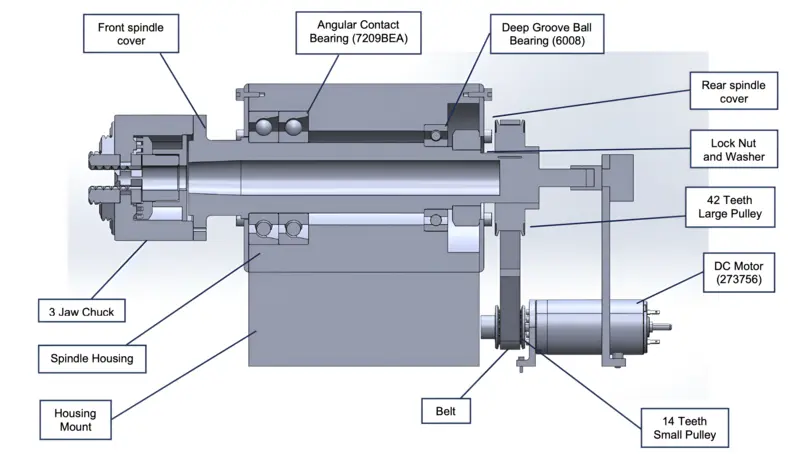 Front spindle
cover
Angular Contact
Bearing (7209BEA)
Deep Groove Ball
Bearing (6008)
Rear spindle
cover
Lock Nut
and Washer
42 Teeth
Large Pulley
DC Motor
(273756)
3 Jaw Chuck
Spindle Housing
Housing
Mount
Belt
14 Teeth
Small Pulley